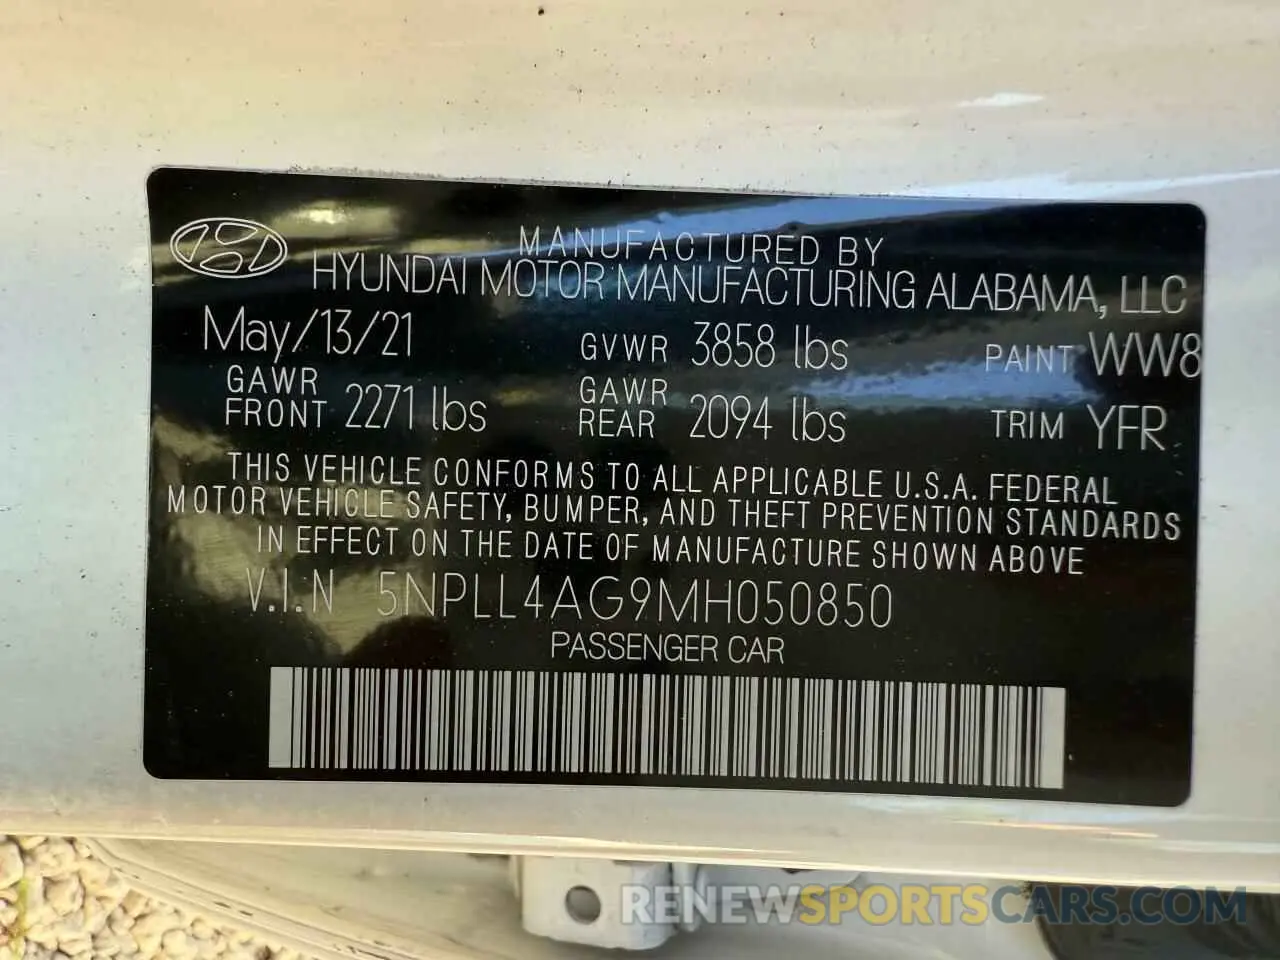 MANUFACTURED BY
HYUNDAI MOTOR MANUFACTURING ALABAMA, LLC
May/13/21 GVWR 3858 lbs PAINT WW8
GAWR FRONT 2271 lbs GAWR REAR 2094 lbs TRIM YFR
THIS VEHICLE CONFORMS TO ALL APPLICABLE U.S.A. FEDERAL
MOTOR VEHICLE SAFETY, BUMPER, AND THEFT PREVENTION STANDARDS
IN EFFECT ON THE DATE OF MANUFACTURE SHOWN ABOVE
V.I.N 5NPLL4AG9MH050850
PASSENGER CAR
RENEWSPORTSCARS.COM